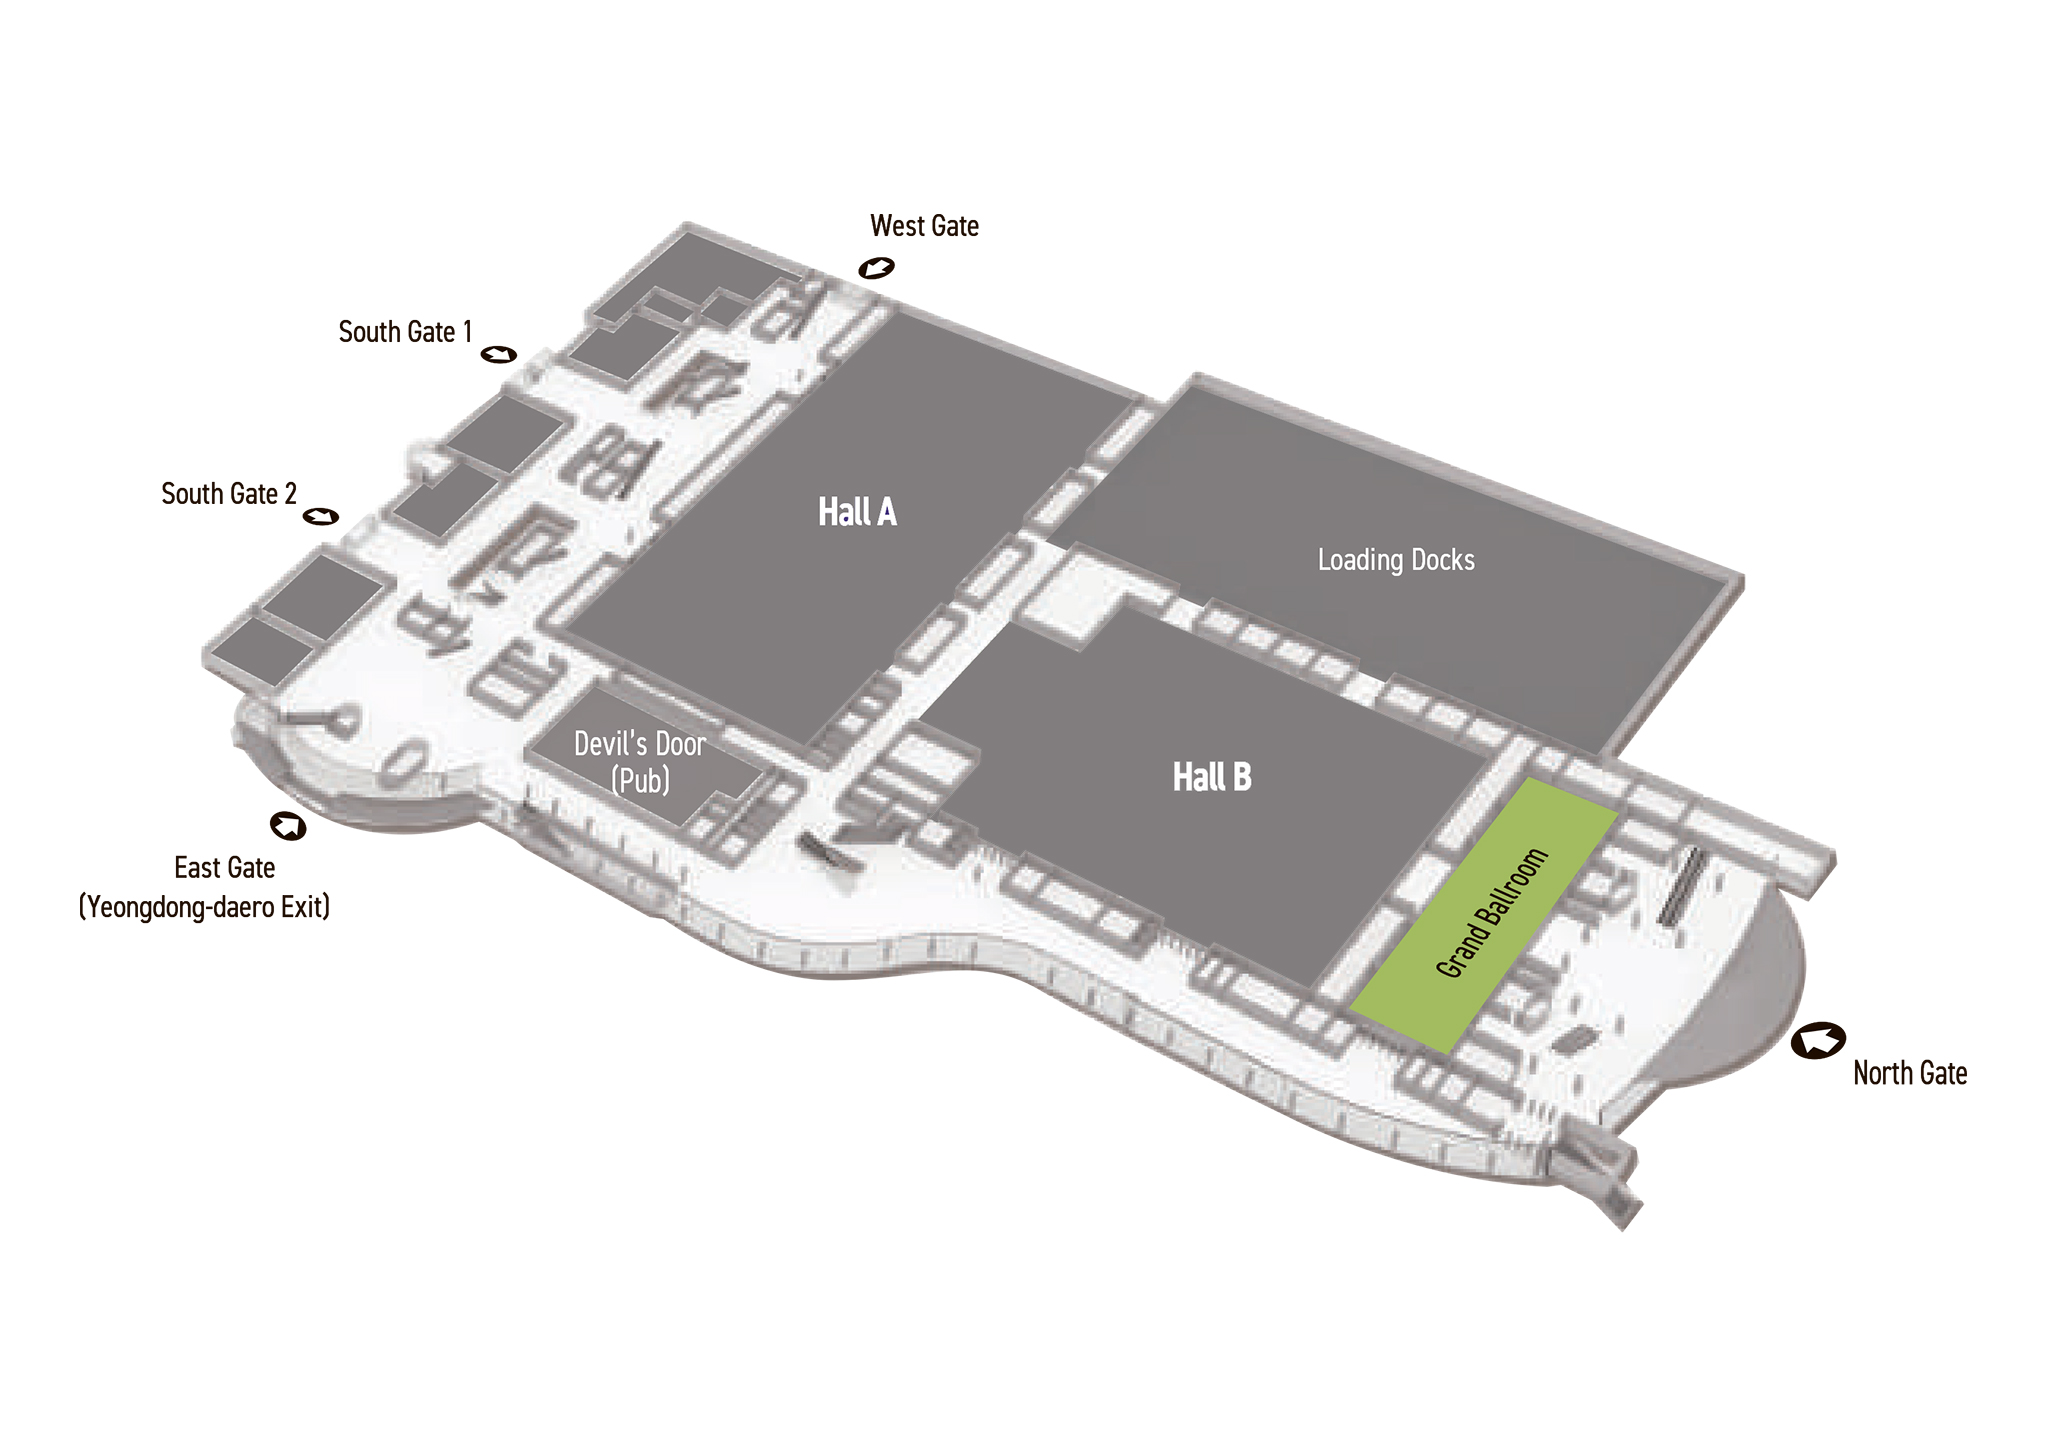 West Gate
South Gate 1
South Gate 2
Hall A
Loading Docks
Devil's Door
(Pub)
Hall B
East Gate
(Yeongdong-daero Exit)
Grand Ballroom
North Gate